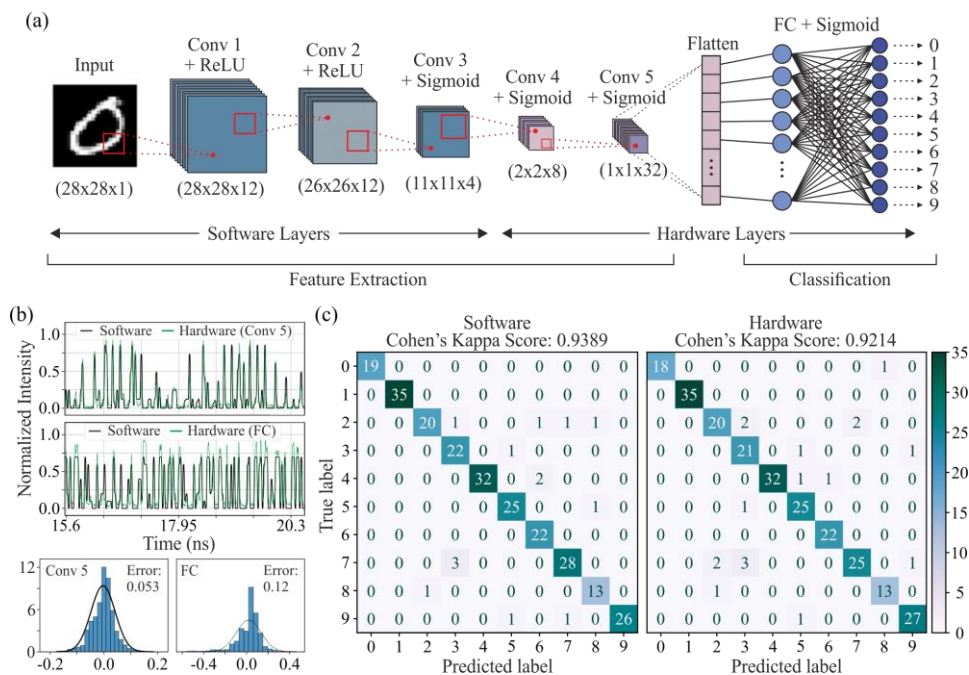 (a)
Input
Conv 1
+ ReLU
Conv 2
+ ReLU
Conv 3
+ Sigmoid
Conv 4
+ Sigmoid
Conv 5
+ Sigmoid
Flatten
FC + Sigmoid
0
1
2
3
4
5
6
7
8
9
(28x28x1)
(28x28x12)
(26x26x12)
(11x11x4)
(2x2x8)
(1x1x32)
Software Layers
Hardware Layers
Feature Extraction
Classification
(b)
Normalized Intensity
1.0
0.5
0.0
Software Hardware (Conv 5)
1.0
0.5
0.0
Software Hardware (FC)
15.6 17.95 20.3
Time (ns)
12
6
0
Conv 5 Error:
0.053
-0.2 0.0 0.2
FC Error:
0.12
-0.4 0.0 0.4
(c)
Software
Cohen's Kappa Score: 0.9389
True label
0 19 0 0 0 0 0 0 0 0 0
1 0 35 0 0 0 0 0 0 0 0
2 0 0 20 1 0 0 1 1 1 0
3 0 0 0 22 0 1 0 0 0 0
4 0 0 0 0 32 0 2 0 0 0
5 0 0 0 0 0 25 0 0 1 0
6 0 0 0 0 0 0 22 0 0 0
7 0 0 0 3 0 0 0 28 0 0
8 0 0 1 0 0 0 0 0 13 0
9 0 0 0 0 0 1 0 1 0 26
0 1 2 3 4 5 6 7 8 9
Predicted label
Hardware
Cohen's Kappa Score: 0.9214
18 0 0 0 0 0 0 0 1 0
0 35 0 0 0 0 0 0 0 0
0 0 20 2 0 0 0 2 0 0
0 0 0 21 0 1 0 0 0 1
0 0 0 0 32 1 1 0 0 0
0 0 0 1 0 25 0 0 0 0
0 0 0 0 0 0 22 0 0 0
0 0 2 3 0 0 0 25 0 1
0 0 1 0 0 0 0 0 13 0
0 0 0 0 0 1 0 0 0 27
0 1 2 3 4 5 6 7 8 9
Predicted label
35
30
25
20
15
10
5
0